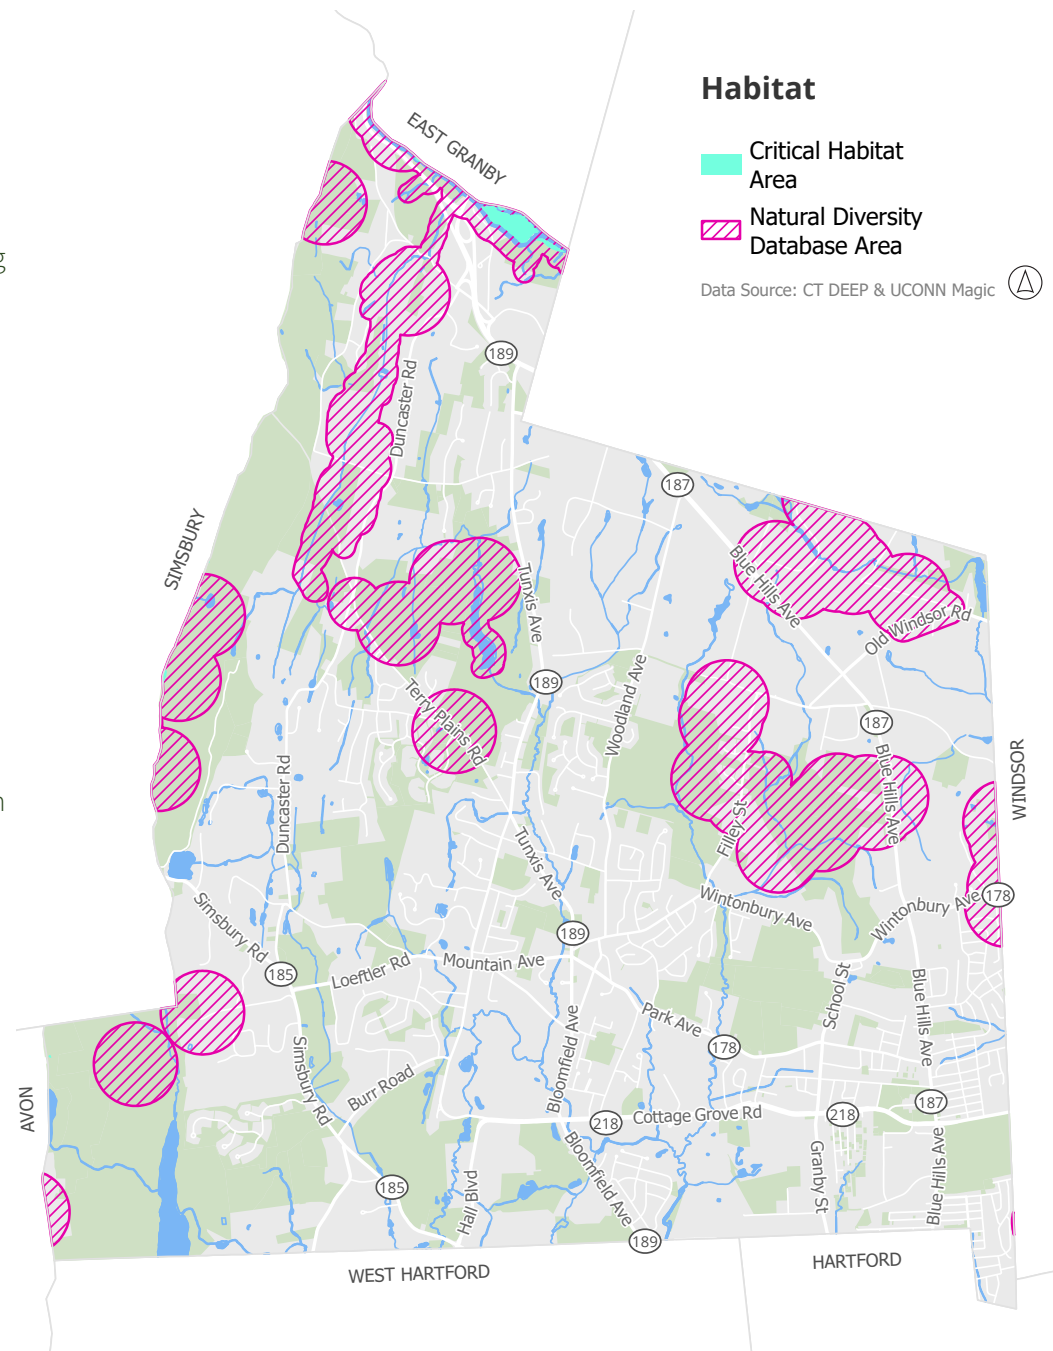 Habitat
Critical Habitat
Area
Natural Diversity
Database Area
Data Source: CT DEEP & UCONN Magic
EAST GRANBY
g
189
Duncaster Rd
187
SIMSBURY
Blue Hills Ave
Tunxis Ave
Old Windsor Rd
189
Woodland Ave
Terry Plains Rd
187
WINDSOR
Duncaster Rd
Blue Hills Ave
n
Filley St
Tunxis Ave
178
Simsbury Rd
Wintonbury Ave
Wintonbury Ave
189
185
Loeftler Rd
Mountain Ave
School St
Blue Hills Ave
Park Ave
178
Simsbury Rd
Bloomfield Ave
Burr Road
AVON
187
218
Cottage Grove Rd
218
Bloomfield Ave
Granby St
Blue Hills Ave
185
Hall Blvd
189
WEST HARTFORD
HARTFORD